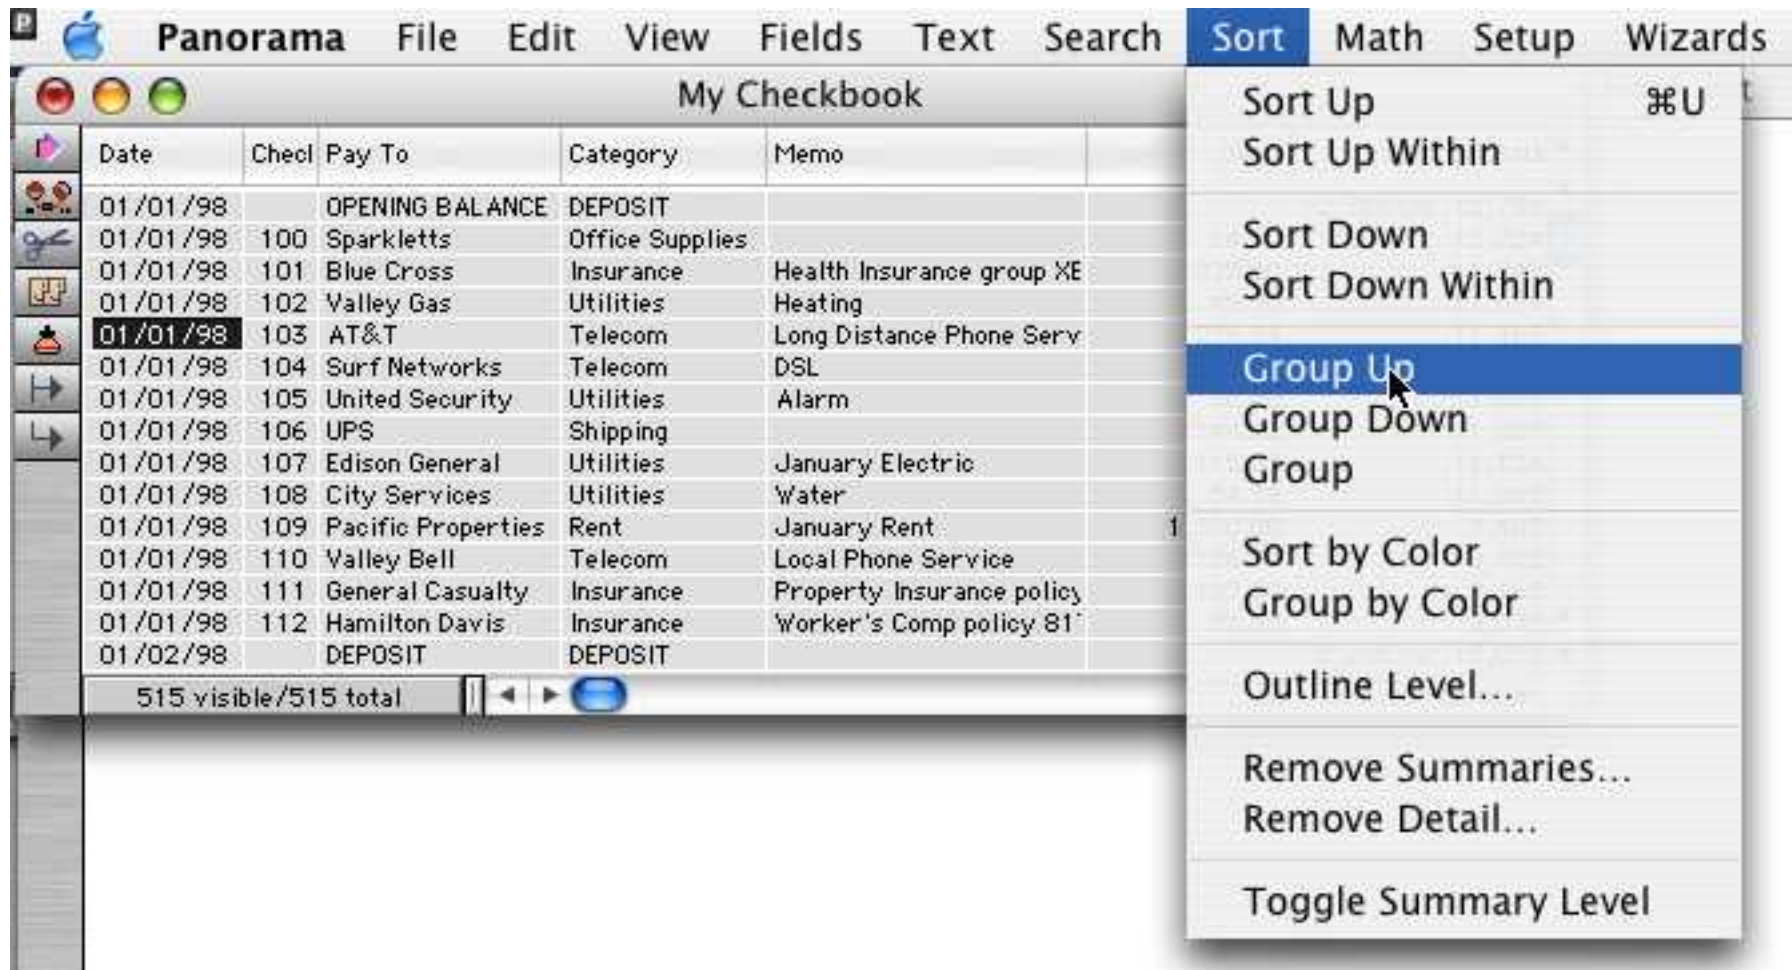 Panorama File Edit View Fields Text Search Sort Math Setup Wizards
My Checkbook
Date Checl Pay To Category Memo
01/01/98 OPENING BALANCE DEPOSIT
01/01/98 100 Sparkletts Office Supplies
01/01/98 101 Blue Cross Insurance Health Insurance group XE
01/01/98 102 Valley Gas Utilities Heating
01/01/98 103 AT&T Telecom Long Distance Phone Serv
01/01/98 104 Surf Networks Telecom DSL
01/01/98 105 United Security Utilities Alarm
01/01/98 106 UPS Shipping
01/01/98 107 Edison General Utilities January Electric
01/01/98 108 City Services Utilities Water
01/01/98 109 Pacific Properties Rent January Rent 1
01/01/98 110 Valley Bell Telecom Local Phone Service
01/01/98 111 General Casualty Insurance Property Insurance policy
01/01/98 112 Hamilton Davis Insurance Worker's Comp policy 81
01/02/98 DEPOSIT DEPOSIT
515 visible/515 total
Sort Up ⌘U
Sort Up Within
Sort Down
Sort Down Within
Group Up
Group Down
Group
Sort by Color
Group by Color
Outline Level...
Remove Summaries...
Remove Detail...
Toggle Summary Level